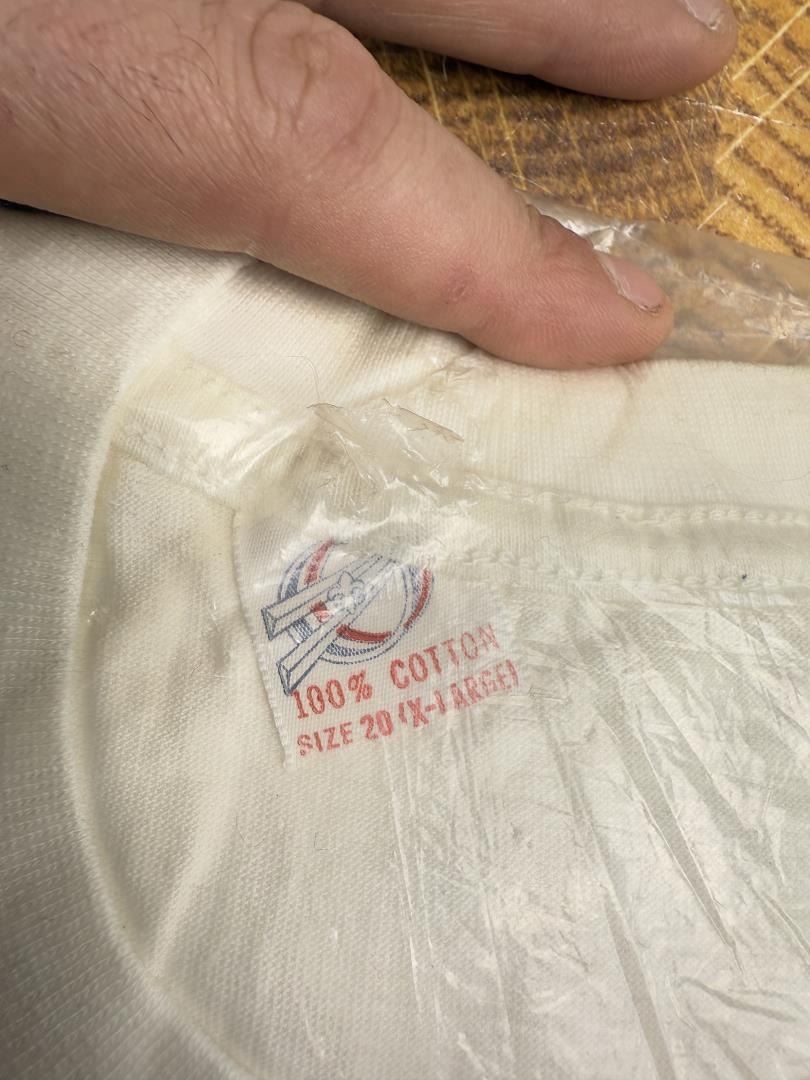 100% COTTON
SIZE 20 (X-LARGE)